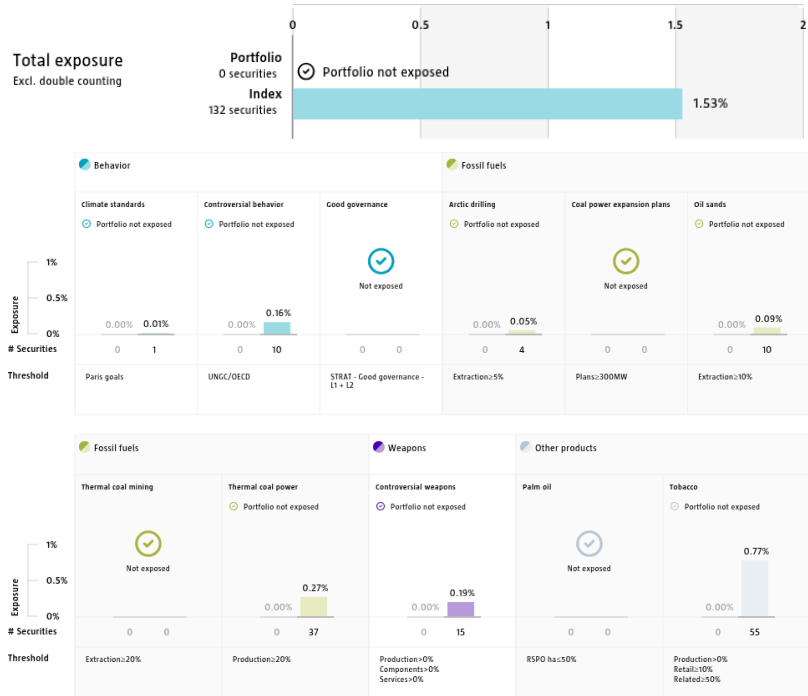 0 0.5 1 1.5 2
Total exposure
Excl. double counting
Portfolio
0 securities
Portfolio not exposed
Index
132 securities
1.53%
Behavior
Fossil fuels
Climate standards
Controversial behavior
Good governance
Arctic drilling
Coal power expansion plans
Oil sands
Portfolio not exposed
Portfolio not exposed
Portfolio not exposed
Portfolio not exposed
Not exposed
Not exposed
Exposure
1%
0.5%
0%
0.00% 0.01%
0.00% 0.16%
0.00% 0.05%
0.00% 0.09%
# Securities
0 1
0 10
0 0
0 4
0 0
0 10
Threshold
Paris goals
UNGC/OECD
STRAT - Good governance -
L1 + L2
Extraction≥5%
Plans≥300MW
Extraction≥10%
Fossil fuels
Weapons
Other products
Thermal coal mining
Thermal coal power
Controversial weapons
Palm oil
Tobacco
Portfolio not exposed
Portfolio not exposed
Portfolio not exposed
Not exposed
Not exposed
Exposure
1%
0.5%
0%
0.00% 0.27%
0.00% 0.19%
0.00% 0.77%
# Securities
0 0
0 37
0 15
0 0
0 55
Threshold
Extraction≥20%
Production≥20%
Production>0%
Components>0%
Services>0%
RSPO ha≤50%
Production>0%
Retail≥10%
Related≥50%